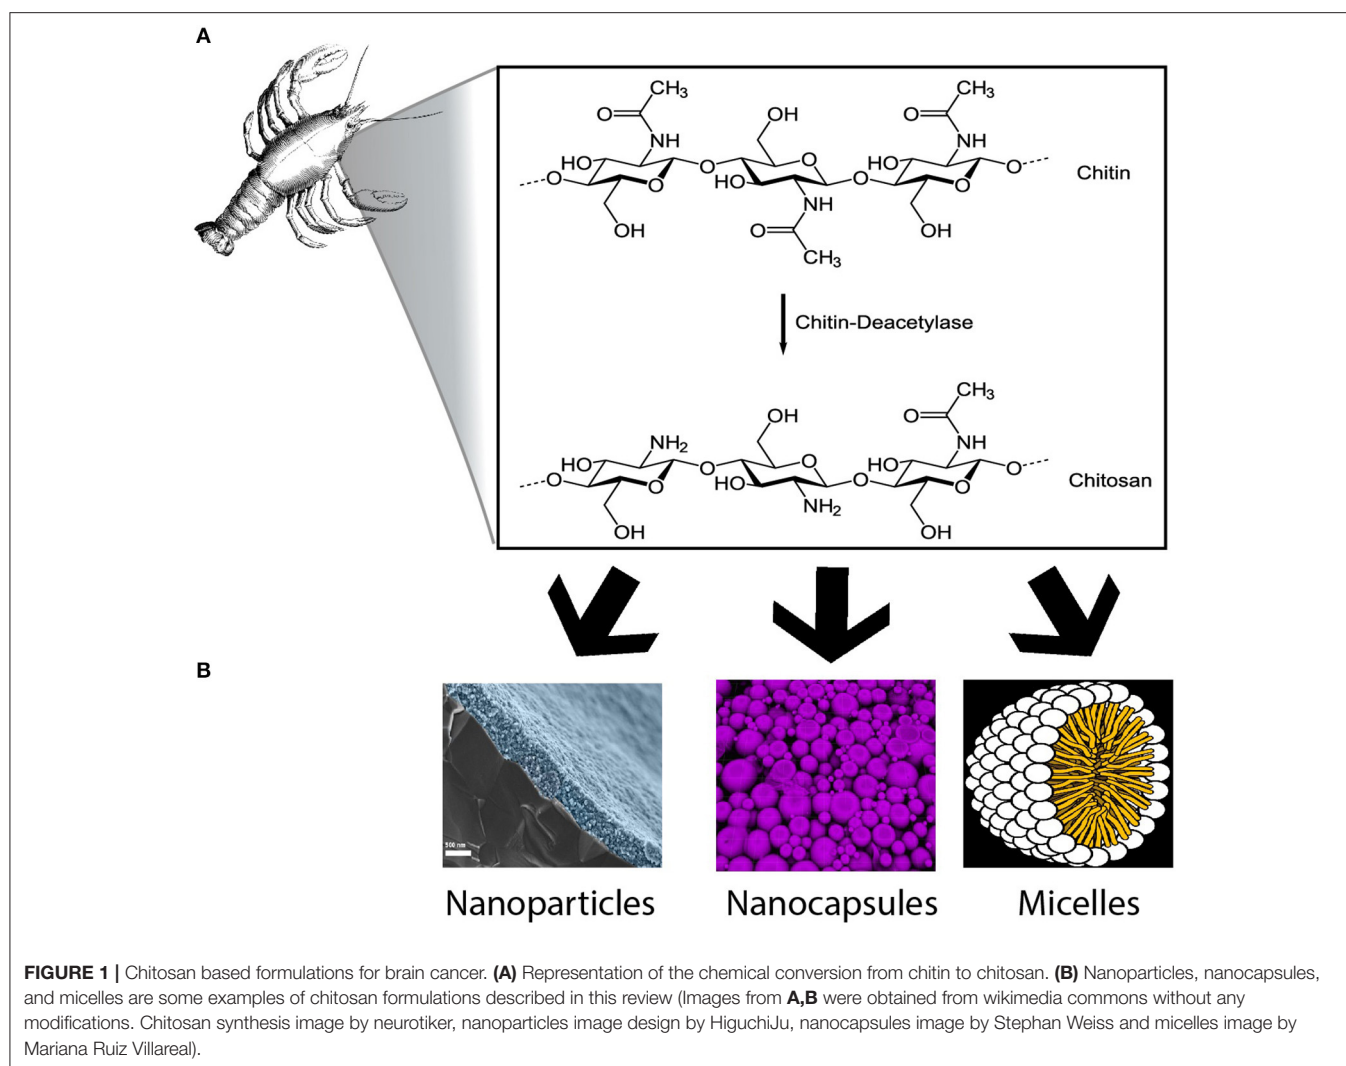 A
CH3
O
NH
HO
O
O
O
OH
OH
O
HO
NH
O
CH3
O
CH3
O
NH
HO
O
O
OH
Chitin
Chitin-Deacetylase
NH2
HO
O
O
O
OH
OH
O
HO
NH2
O
CH3
O
NH
HO
O
O
OH
Chitosan
B
500 nm
Nanoparticles
Nanocapsules
Micelles
FIGURE 1 | Chitosan based formulations for brain cancer. (A) Representation of the chemical conversion from chitin to chitosan. (B) Nanoparticles, nanocapsules,
and micelles are some examples of chitosan formulations described in this review (Images from A,B were obtained from wikimedia commons without any
modifications. Chitosan synthesis image by neurotiker, nanoparticles image design by HiguchiJu, nanocapsules image by Stephan Weiss and micelles image by
Mariana Ruiz Villareal).